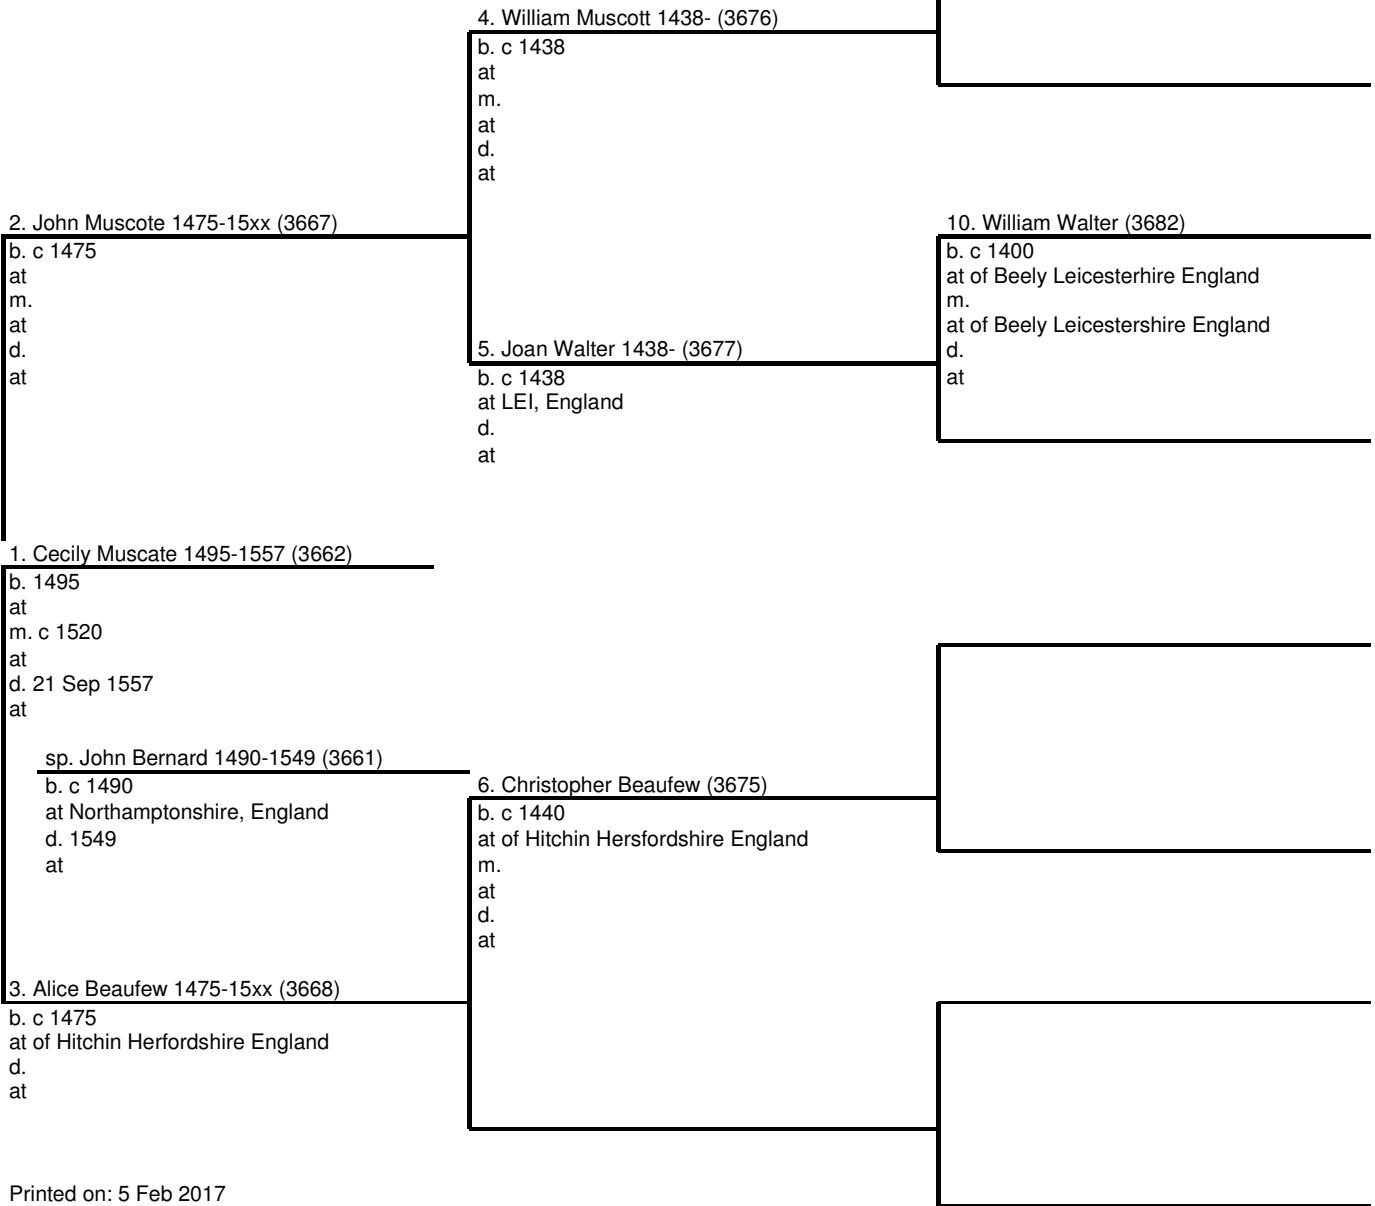 4. William Muscott 1438- (3676)
b. c 1438
at
m.
at
d.
at
2. John Muscote 1475-15xx (3667)
b. c 1475
at
m.
at
d.
at
10. William Walter (3682)
b. c 1400
at of Beely Leicesterhire England
m.
at of Beely Leicestershire England
d.
at
5. Joan Walter 1438- (3677)
b. c 1438
at LEI, England
d.
at
1. Cecily Muscate 1495-1557 (3662)
b. 1495
at
m. c 1520
at
d. 21 Sep 1557
at
sp. John Bernard 1490-1549 (3661)
b. c 1490
at Northamptonshire, England
d. 1549
at
6. Christopher Beaufew (3675)
b. c 1440
at of Hitchin Hersfordshire England
m.
at
d.
at
3. Alice Beaufew 1475-15xx (3668)
b. c 1475
at of Hitchin Herfordshire England
d.
at
Printed on: 5 Feb 2017